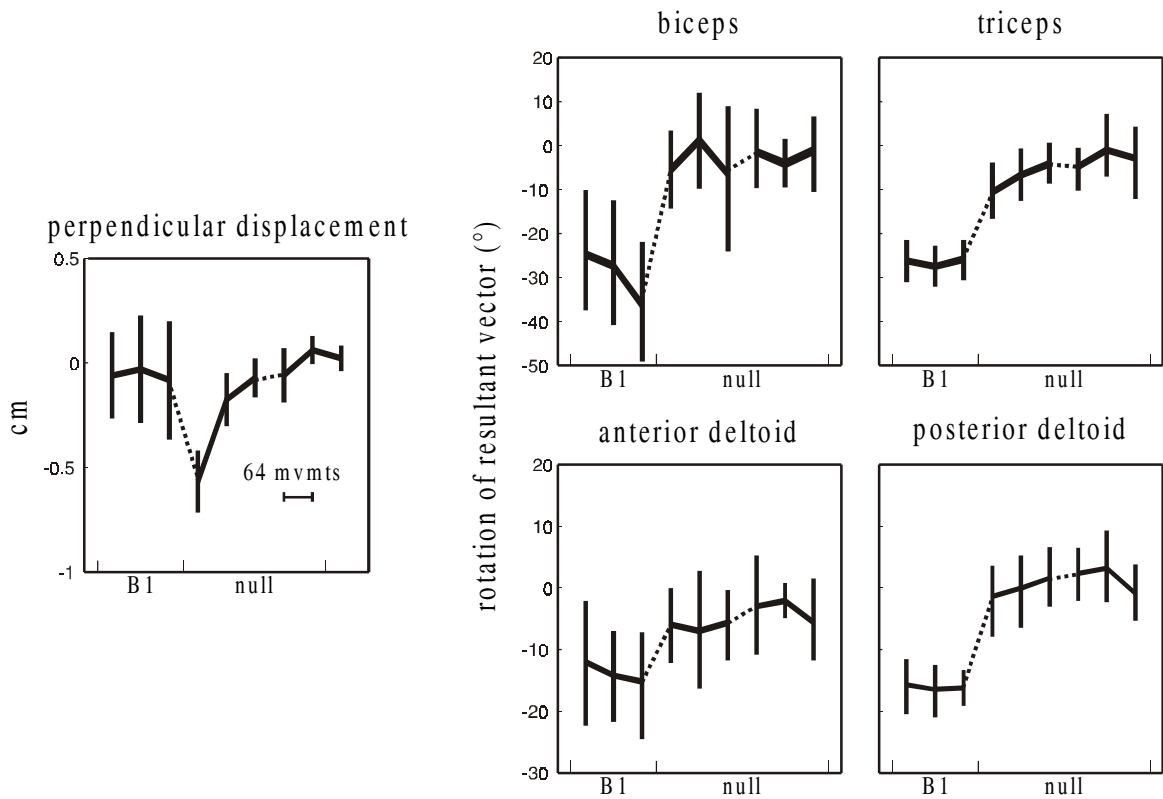 perpendicular displacement
cm
0.5
0
-0.5
-1
64 mvmts
B1
null
rotation of resultant vector (°)
biceps
20
10
0
-10
-20
-30
-40
-50
B1
null
triceps
B1
null
anterior deltoid
20
10
0
-10
-20
-30
B1
null
posterior deltoid
B1
null